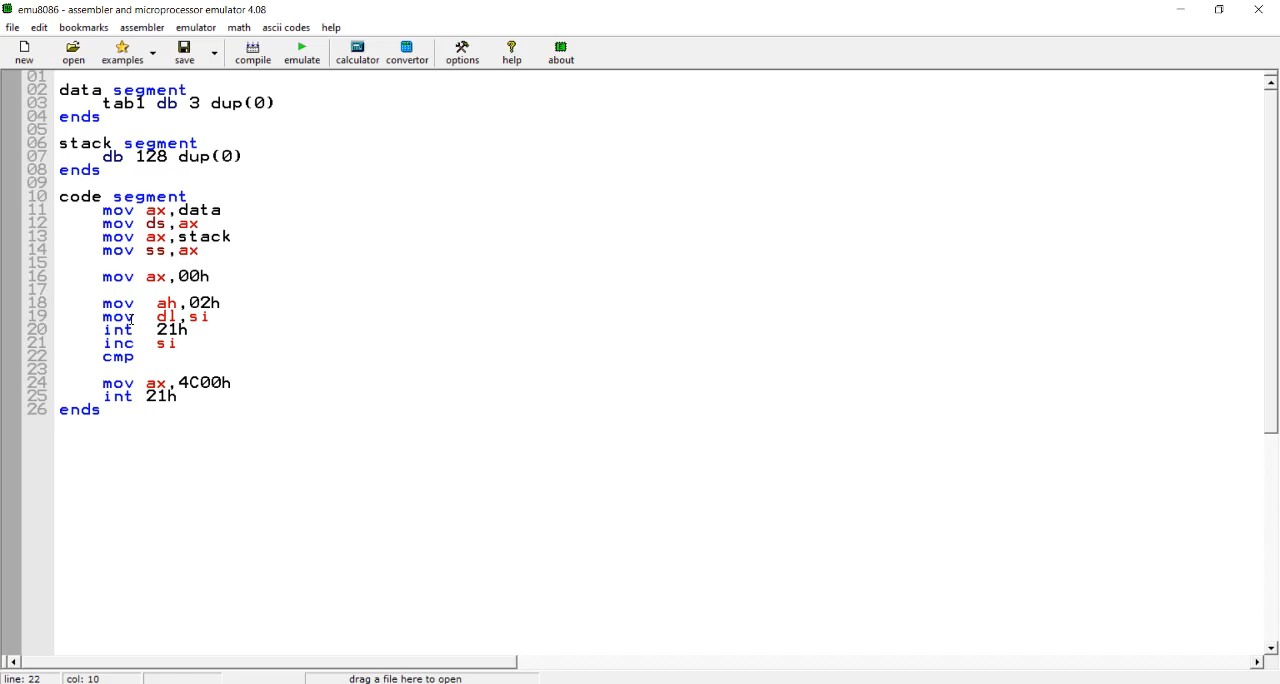 emu8086 - assembler and microprocessor emulator 4.08
file edit bookmarks assembler emulator math ascii codes help
new open examples save compile emulate calculator convertor options help about
01
02 data segment
03 tab1 db 3 dup(0)
04 ends
05
06 stack segment
07 db 128 dup(0)
08 ends
09
10 code segment
11 mov ax,data
12 mov ds,ax
13 mov ax,stack
14 mov ss,ax
15
16 mov ax,00h
17
18 mov ah,02h
19 mov dl,si
20 int 21h
21 inc si
22 cmp
23
24 mov ax,4C00h
25 int 21h
26 ends
line: 22 col: 10 drag a file here to open